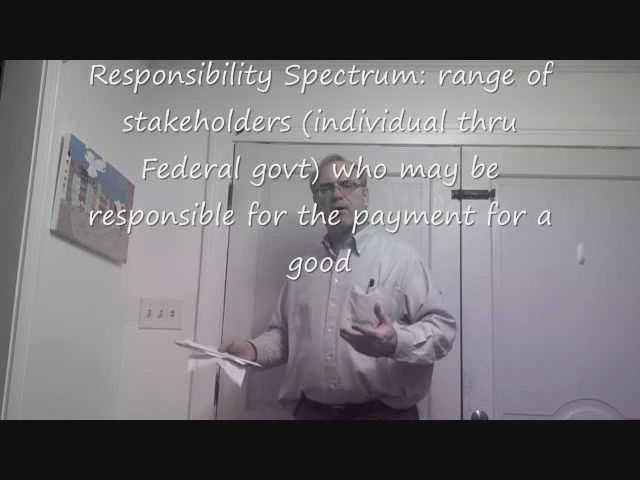 Responsibility Spectrum: range of
stakeholders (individual thru
Federal govt) who may be
responsible for the payment for a
good